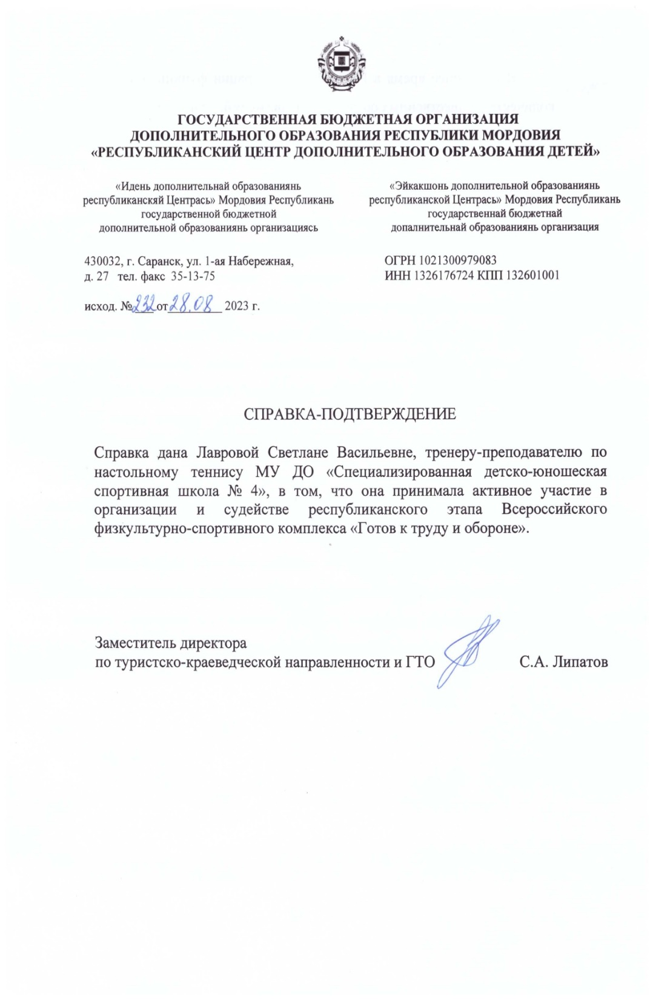 ГОСУДАРСТВЕННАЯ БЮДЖЕТНАЯ ОРГАНИЗАЦИЯ
ДОПОЛНИТЕЛЬНОГО ОБРАЗОВАНИЯ РЕСПУБЛИКИ МОРДОВИЯ
«РЕСПУБЛИКАНСКИЙ ЦЕНТР ДОПОЛНИТЕЛЬНОГО ОБРАЗОВАНИЯ ДЕТЕЙ»
«Идень дополнительнай образованиянь
республиканскяй Центрась» Мордовия Республикань
государственной бюджетной
дополнительной образованиянь организациясь
«Эйкакшонь дополнительной образованиянь
республиканской Центрась» Мордовия Республикань
государственнай бюджетнай
допалнительнай образованиянь организация
430032, г. Саранск, ул. 1-ая Набережная,
д. 27 тел. факс 35-13-75
ОГРН 1021300979083
ИНН 1326176724 КПП 132601001
исход. № 232 от 28.08 2023 г.
СПРАВКА-ПОДТВЕРЖДЕНИЕ
Справка дана Лавровой Светлане Васильевне, тренеру-преподавателю по
настольному теннису МУ ДО «Специализированная детско-юношеская
спортивная школа № 4», в том, что она принимала активное участие в
организации и судействе республиканского этапа Всероссийского
физкультурно-спортивного комплекса «Готов к труду и обороне».
Заместитель директора
по туристско-краеведческой направленности и ГТО С.А. Липатов